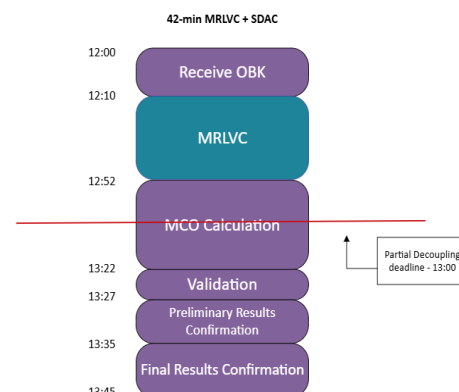 42-min MRLVC + SDAC
12:00
Receive OBK
12:10
MRLVC
12:52
MCO Calculation
Partial Decoupling
deadline - 13:00
13:22
Validation
13:27
Preliminary Results
Confirmation
13:35
Final Results Confirmation
13:45